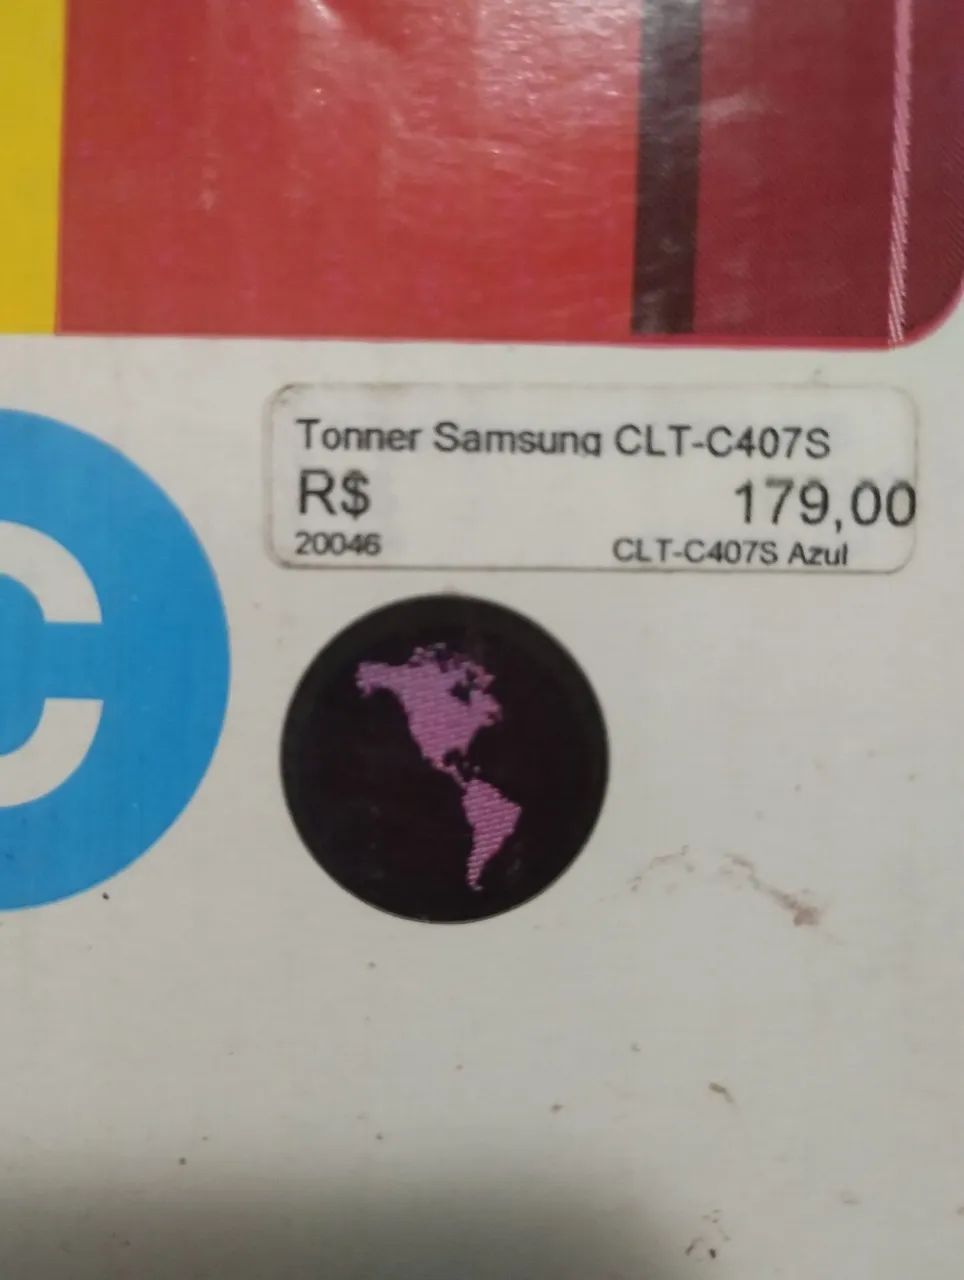 Tonner Samsung CLT-C407S
R$ 179,00
20046 CLT-C407S Azul
C